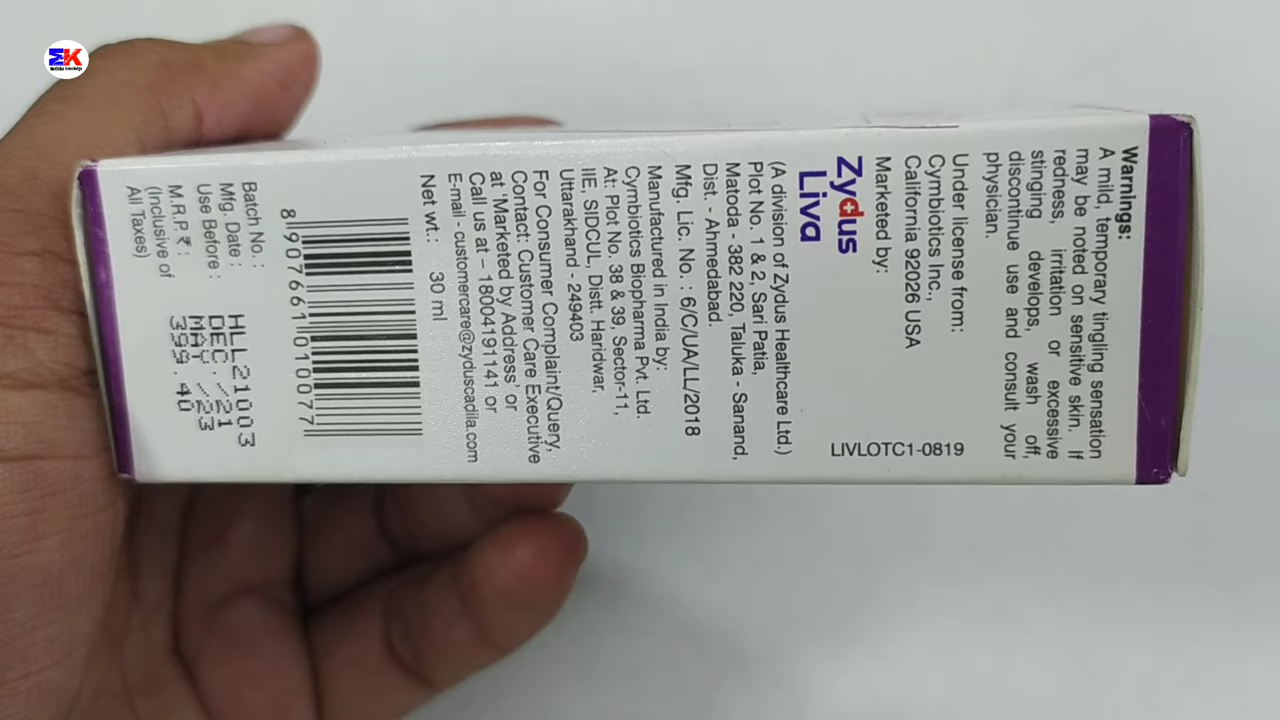 MK
Warnings:
A mild, temporary tingling sensation
may be noted on sensitive skin. If
redness, irritation or excessive
stinging develops, wash off,
discontinue use and consult your
physician.
Under license from:
Cymbiotics Inc.,
California 92026 USA
Marketed by:
LIVLOTC1-0819
Zydus
Liva
(A division of Zydus Healthcare Ltd.)
Plot No. 1 & 2, Sari Patia,
Matoda - 382 220, Taluka - Sanand,
Dist. - Ahmedabad.
Mfg. Lic. No. : 6/C/UA/LL/2018
Manufactured in India by:
Cymbiotics Biopharma Pvt. Ltd.
At: Plot No. 38 & 39, Sector-11,
IIE, SIDCUL, Distt. Haridwar,
Uttarakhand - 249403
For Consumer Complaint/Query,
Contact: Customer Care Executive
at 'Marketed by Address' or
Call us at – 18004191141 or
E-mail - customercare@zyduscadila.com
Net wt.: 30 ml
8 907661 010077
Batch No. : HLL21003
Mfg. Date : DEC./21
Use Before : MAY /23
M.R.P. ₹ : 399.40
(Inclusive of
All Taxes)